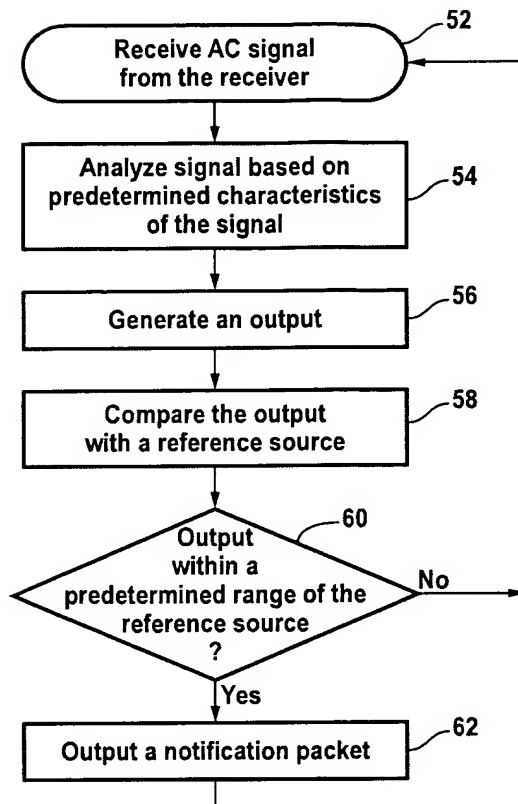 52
Receive AC signal
from the receiver
Analyze signal based on
predetermined characteristics
of the signal
54
56
Generate an output
58
Compare the output
with a reference source
60
Output
within a
predetermined range of the
reference source
?
No
Yes
62
Output a notification packet